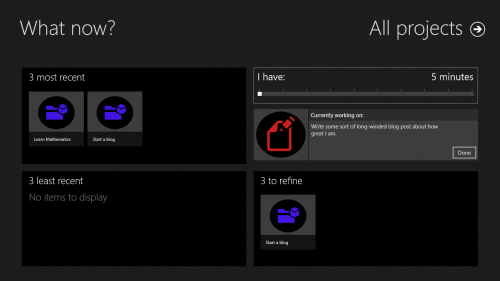 What now?
All projects
3 most recent
Learn Mathematics
Start a blog
I have:
5 minutes
Currently working on:
Write some sort of long-winded blog post about how
great I am.
Done
3 least recent
No items to display
3 to refine
Start a blog